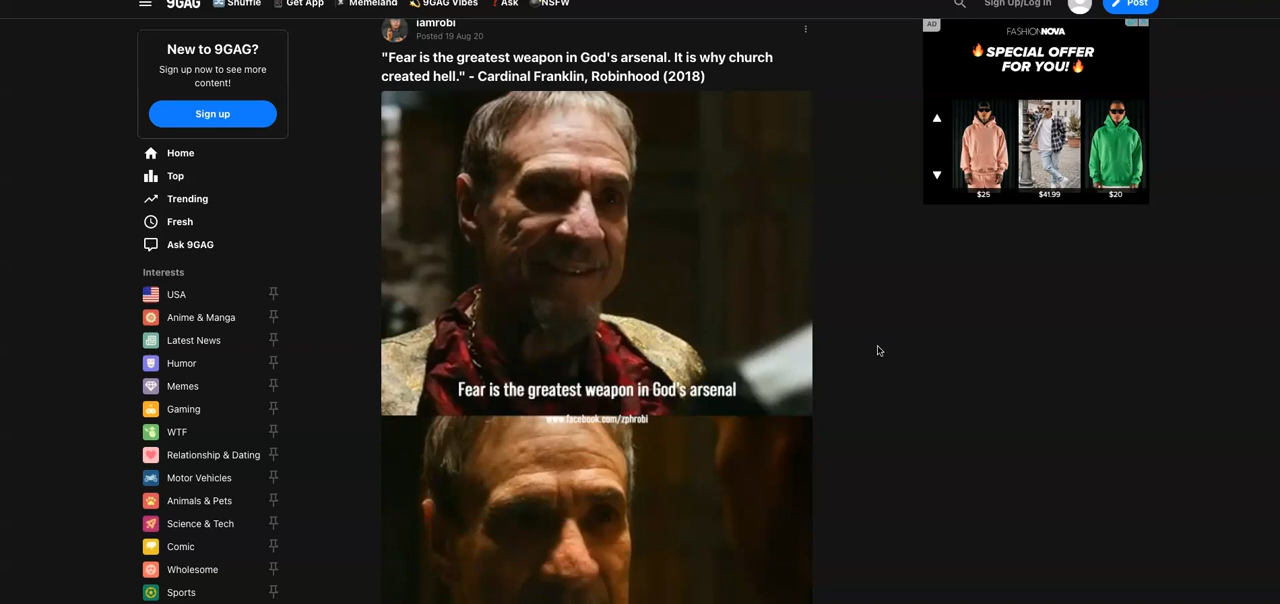 9GAG
Shuffle
Get App
Memeland
9GAG Vibes
Ask
NSFW
Sign Up/Log In
Post
New to 9GAG?
Sign up now to see more
content!
Sign up
Home
Top
Trending
Fresh
Ask 9GAG
Interests
USA
Anime & Manga
Latest News
Humor
Memes
Gaming
WTF
Relationship & Dating
Motor Vehicles
Animals & Pets
Science & Tech
Comic
Wholesome
Sports
iamrobi
Posted 19 Aug 20
"Fear is the greatest weapon in God's arsenal. It is why church
created hell." - Cardinal Franklin, Robinhood (2018)
Fear is the greatest weapon in God's arsenal
www.facebook.com/zphrobi
AD
FASHIONNOVA
SPECIAL OFFER
FOR YOU!
$25
$41.99
$20